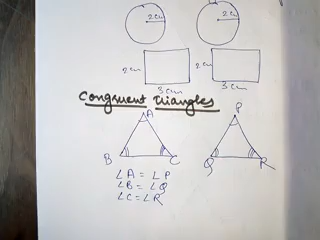 2cm 2cm
2cm 2cm
3cm 3cm
Congruent Triangles
A P
B C Q R
∠A = ∠P
∠B = ∠Q
∠C = ∠R